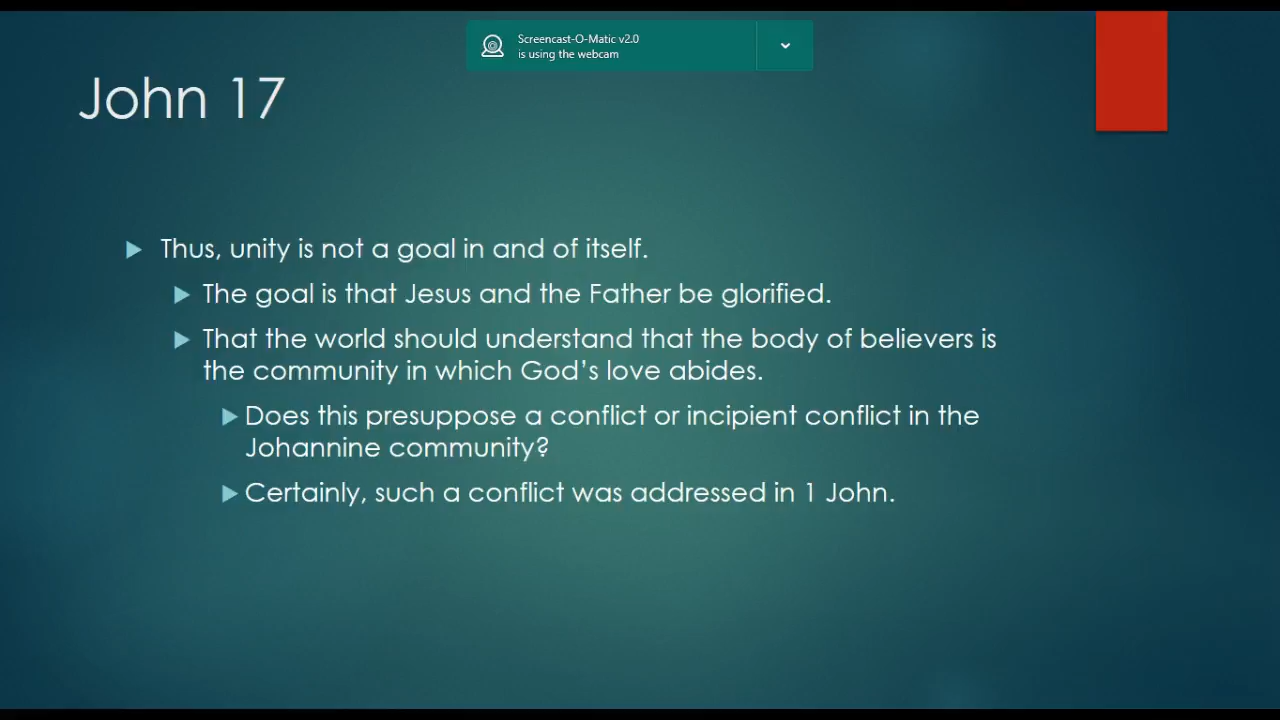 Screencast-O-Matic v2.0
is using the webcam
John 17
Thus, unity is not a goal in and of itself.
The goal is that Jesus and the Father be glorified.
That the world should understand that the body of believers is
the community in which God’s love abides.
Does this presuppose a conflict or incipient conflict in the
Johannine community?
Certainly, such a conflict was addressed in 1 John.